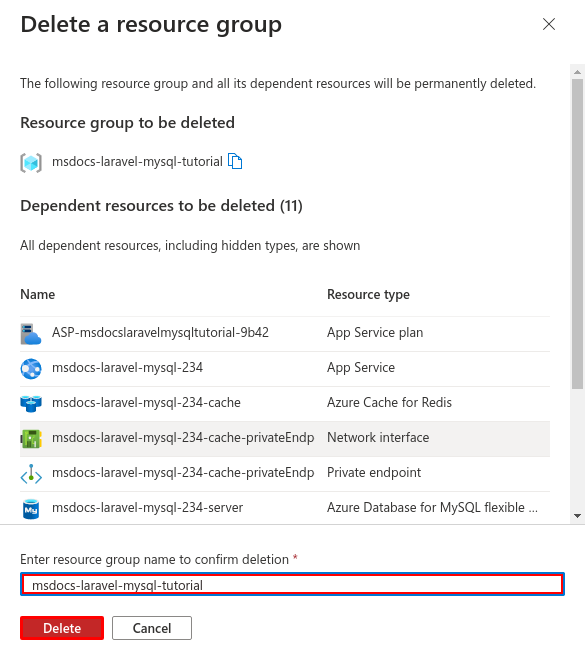 Delete a resource group
The following resource group and all its dependent resources will be permanently deleted.
Resource group to be deleted
msdocs-laravel-mysql-tutorial
Dependent resources to be deleted (11)
All dependent resources, including hidden types, are shown
Name Resource type
ASP-msdocslaravelmysqltutorial-9b42 App Service plan
msdocs-laravel-mysql-234 App Service
msdocs-laravel-mysql-234-cache Azure Cache for Redis
msdocs-laravel-mysql-234-cache-privateEndp Network interface
msdocs-laravel-mysql-234-cache-privateEndp Private endpoint
My msdocs-laravel-mysql-234-server Azure Database for MySQL flexible ...
Enter resource group name to confirm deletion *
msdocs-laravel-mysql-tutorial
Delete Cancel